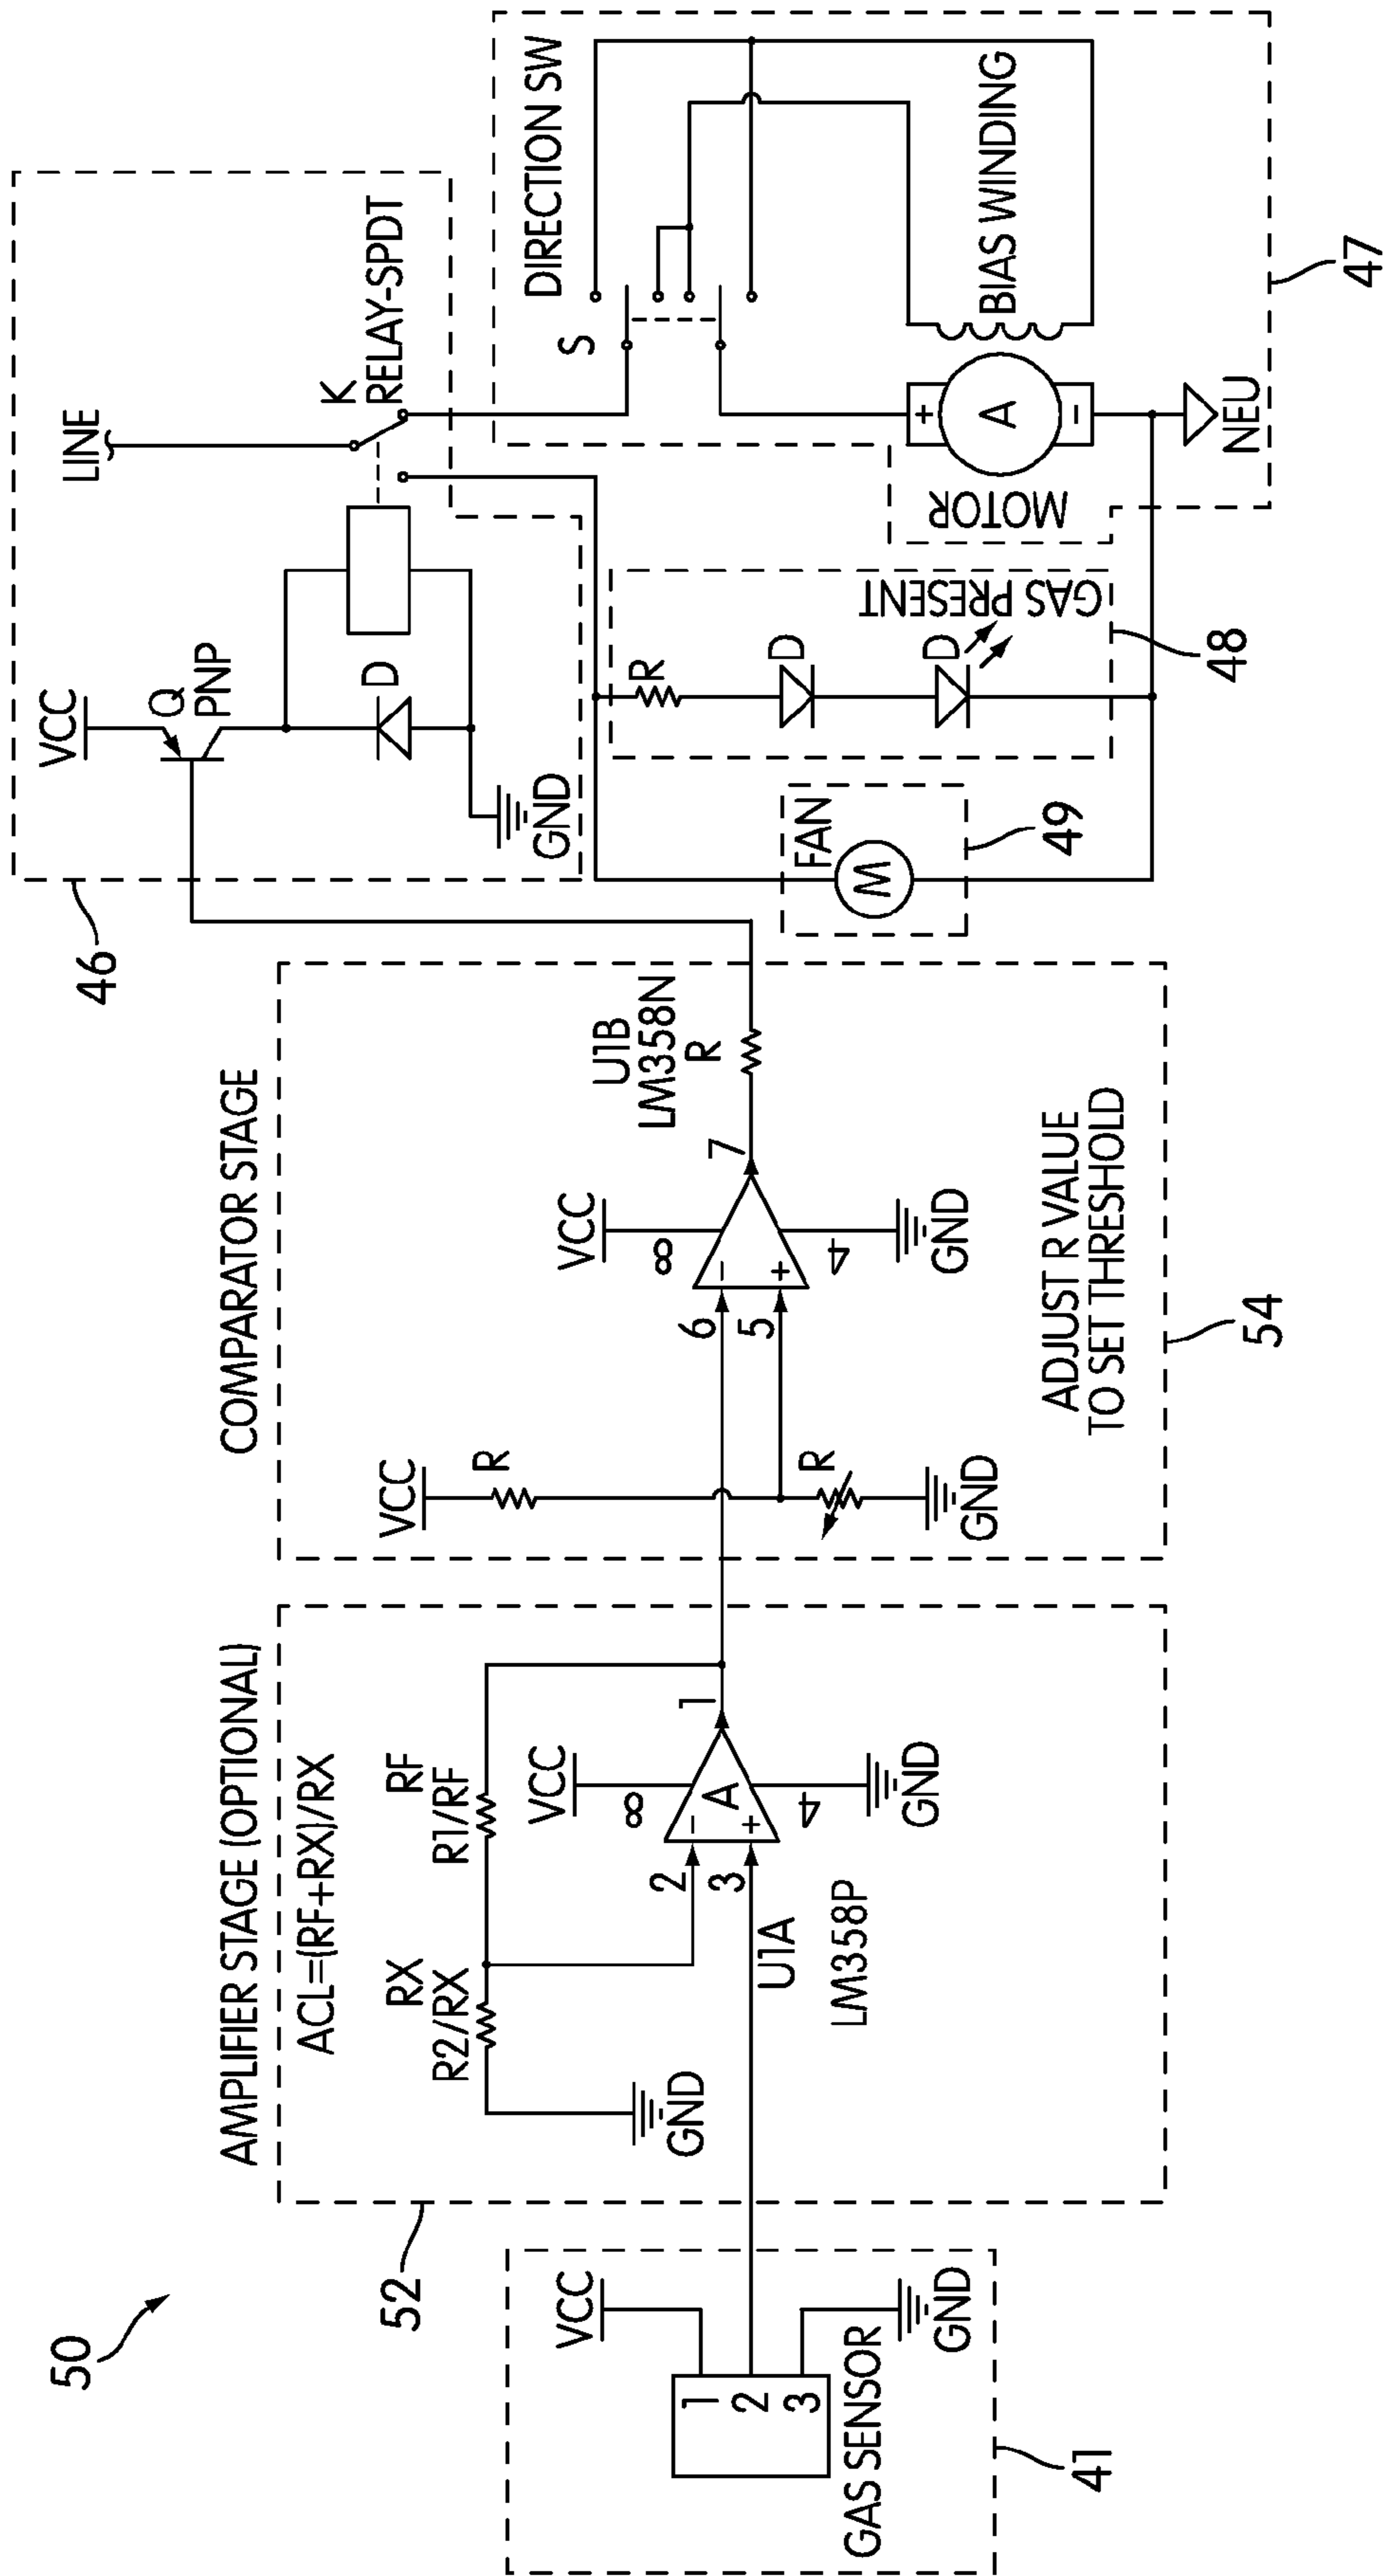 50
41
VCC
1
2
3
GND
GAS SENSOR
52
AMPLIFIER STAGE (OPTIONAL)
ACL=(RF+RX)/RX
RX
R2/RX
RF
R1/RF
GND
VCC
8
2
3
1
A
-
+
4
GND
U1A
LM358P
COMPARATOR STAGE
VCC
R
R
GND
VCC
8
6
5
7
-
+
4
GND
U1B
LM358N
R
ADJUST R VALUE
TO SET THRESHOLD
54
46
VCC
Q
PNP
D
GND
LINE
K
RELAY-SPDT
FAN
M
49
R
D
D
GAS PRESENT
48
DIRECTION SW
S
MOTOR
+
A
-
BIAS WINDING
NEU
47